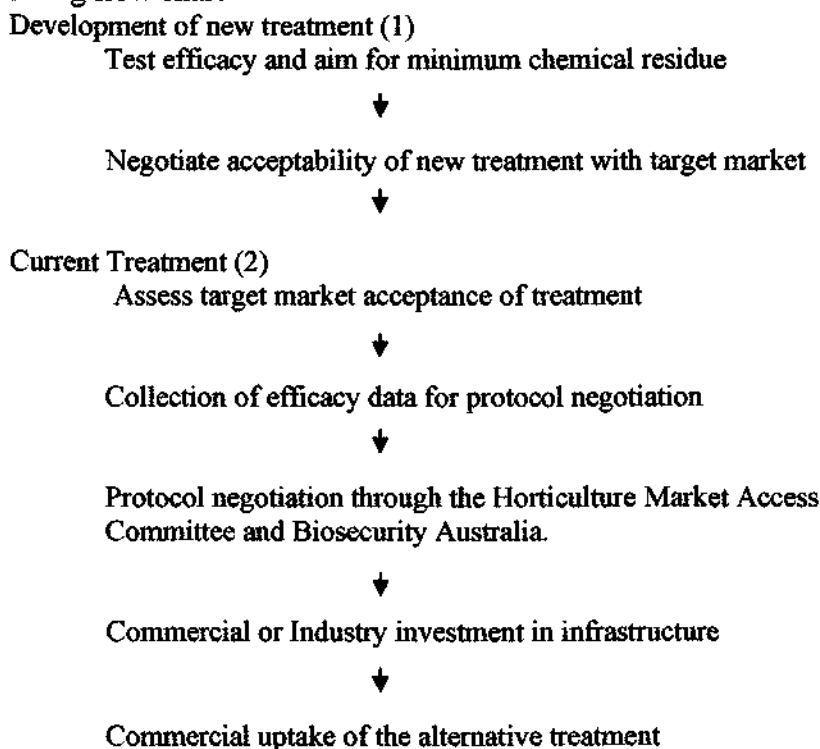 Development of new treatment (1)
Test efficacy and aim for minimum chemical residue
Negotiate acceptability of new treatment with target market
Current Treatment (2)
Assess target market acceptance of treatment
Collection of efficacy data for protocol negotiation
Protocol negotiation through the Horticulture Market Access
Committee and Biosecurity Australia.
Commercial or Industry investment in infrastructure
Commercial uptake of the alternative treatment